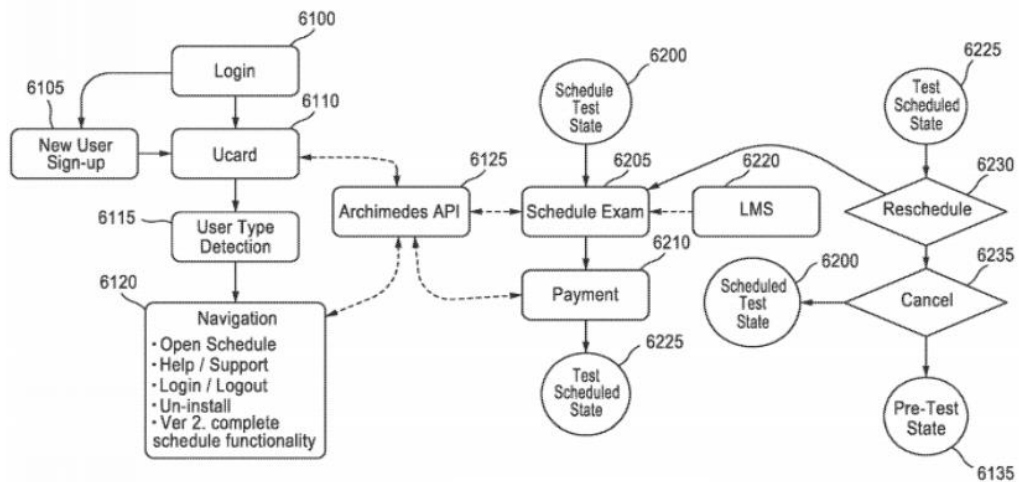 6100
Login
6105
New User
Sign-up
6110
Ucard
6115
User Type
Detection
6120
Navigation
• Open Schedule
• Help / Support
• Login / Logout
• Un-install
• Ver 2. complete
schedule functionality
6125
Archimedes API
6200
Schedule
Test
State
6205
Schedule Exam
6220
LMS
6210
Payment
6225
Test
Scheduled
State
6225
Test
Scheduled
State
6230
Reschedule
6235
Cancel
6200
Scheduled
Test
State
Pre-Test
State
6135